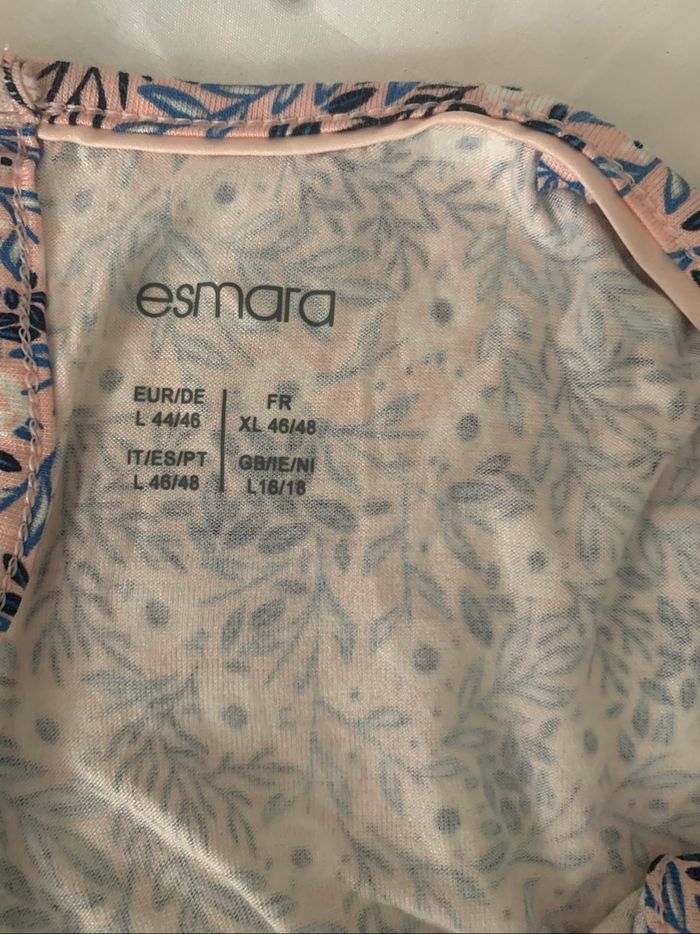 esmara
EUR/DE
L 44/46
FR
XL 46/48
IT/ES/PT
L 46/48
GB/IE/NI
L16/18